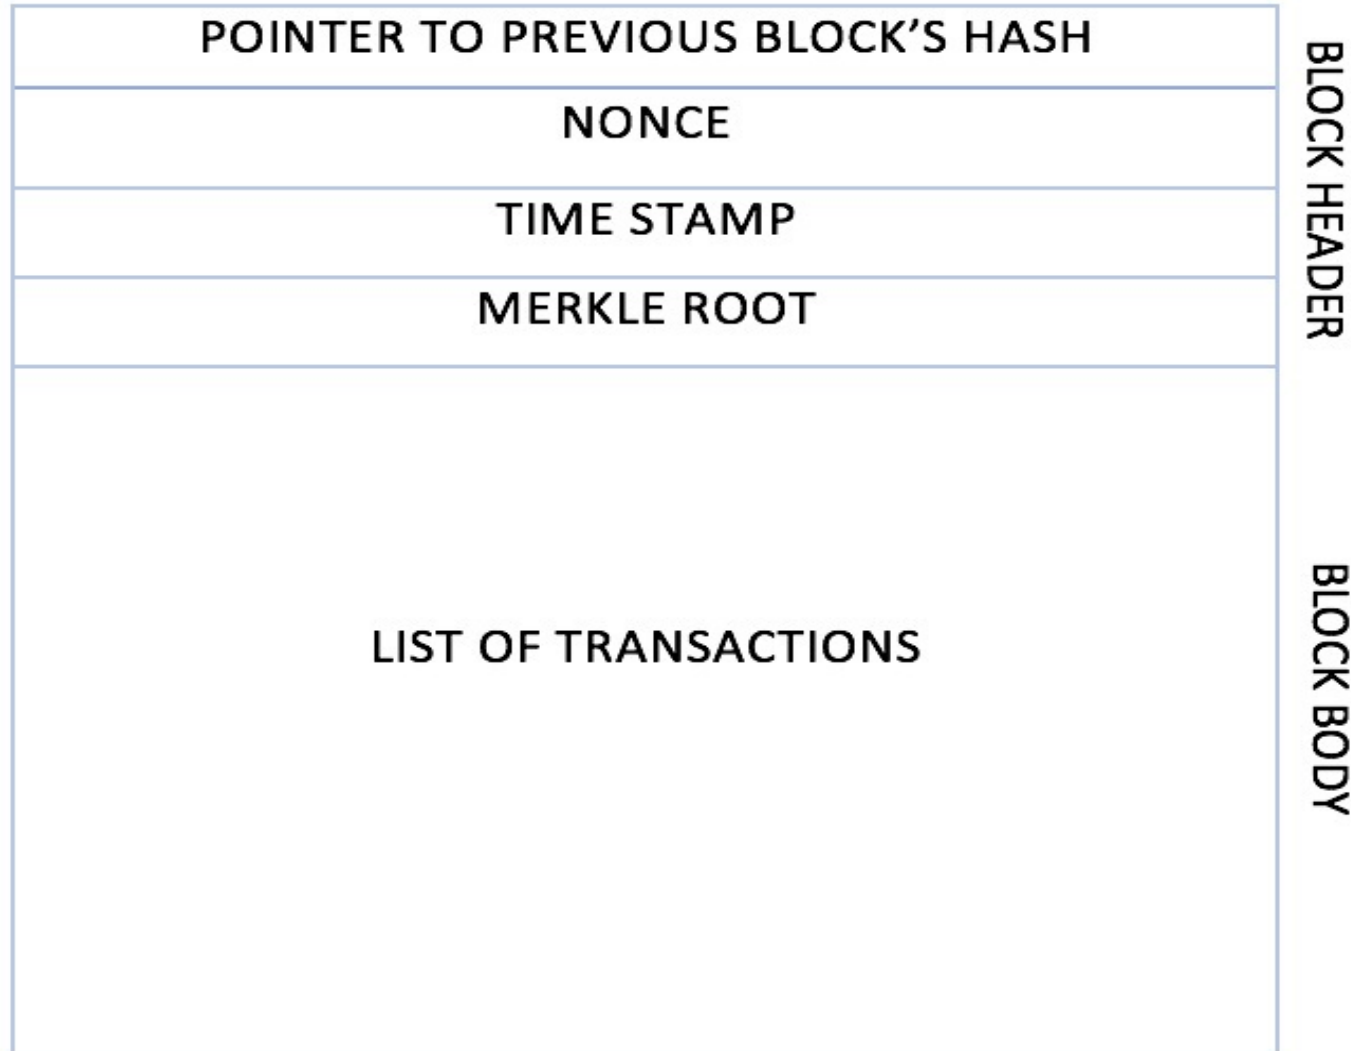 POINTER TO PREVIOUS BLOCK’S HASH
NONCE
TIME STAMP
MERKLE ROOT
BLOCK HEADER
LIST OF TRANSACTIONS
BLOCK BODY